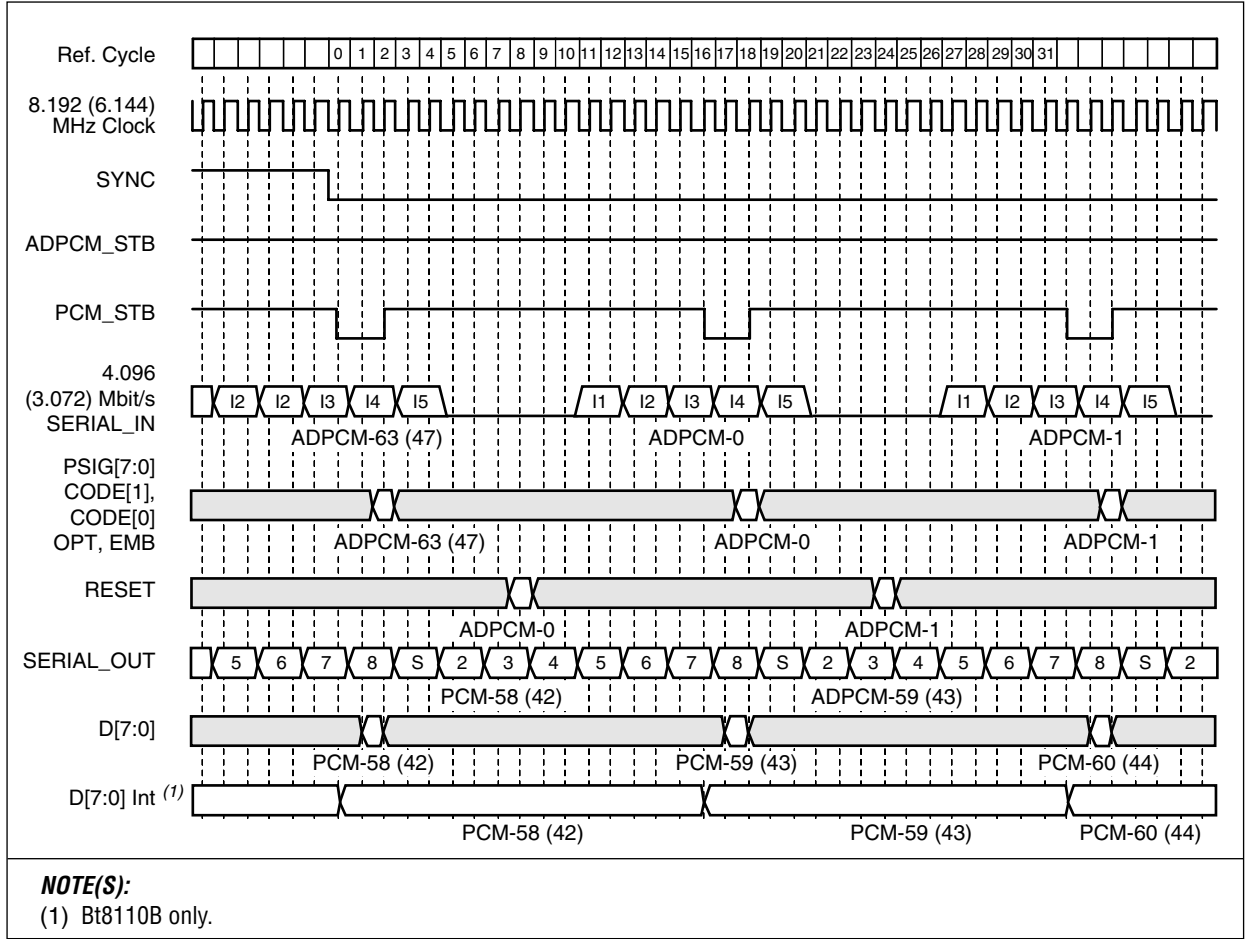 Ref. Cycle 0 1 2 3 4 5 6 7 8 9 10 11 12 13 14 15 16 17 18 19 20 21 22 23 24 25 26 27 28 29 30 31
8.192 (6.144)
MHz Clock
SYNC
ADPCM_STB
PCM_STB
4.096
(3.072) Mbit/s
SERIAL_IN
I2 I2 I3 I4 I5 I1 I2 I3 I4 I5 I1 I2 I3 I4 I5
ADPCM-63 (47) ADPCM-0 ADPCM-1
PSIG[7:0]
CODE[1],
CODE[0]
OPT, EMB
ADPCM-63 (47) ADPCM-0 ADPCM-1
RESET
ADPCM-0 ADPCM-1
SERIAL_OUT 5 6 7 8 S 2 3 4 5 6 7 8 S 2 3 4 5 6 7 8 S 2
PCM-58 (42) ADPCM-59 (43)
D[7:0]
PCM-58 (42) PCM-59 (43) PCM-60 (44)
D[7:0] Int (1)
PCM-58 (42) PCM-59 (43) PCM-60 (44)
NOTE(S):
(1) Bt8110B only.